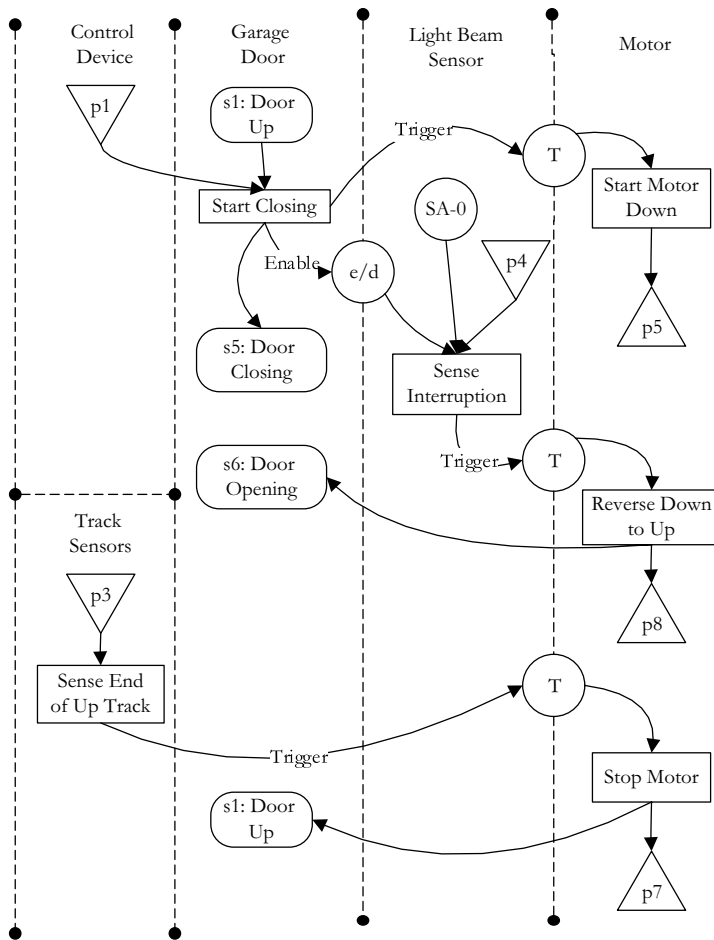 Control
Device
Garage
Door
Light Beam
Sensor
Motor
p1
s1: Door
Up
Trigger
T
Start Closing
Start Motor
Down
SA-0
Enable
e/d
p4
p5
s5: Door
Closing
Sense
Interruption
s6: Door
Opening
Trigger
T
Reverse Down
to Up
Track
Sensors
p3
p8
Sense End
of Up Track
T
Trigger
Stop Motor
s1: Door
Up
p7